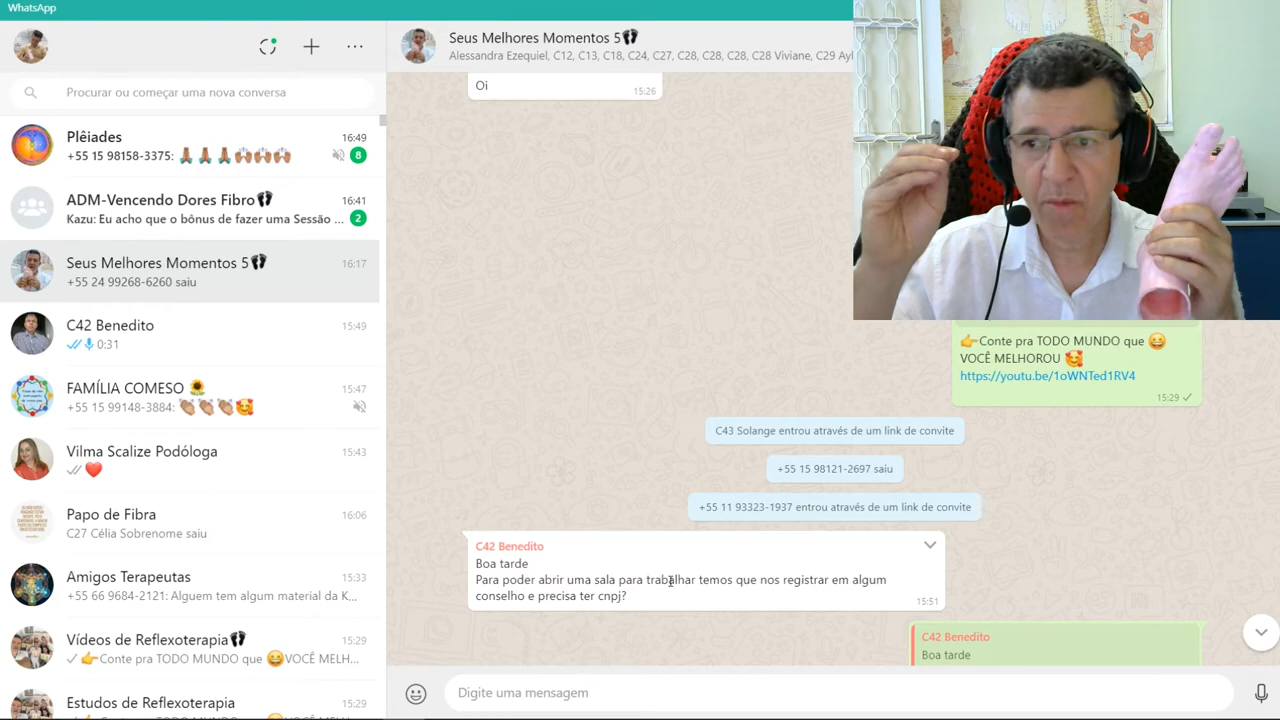 WhatsApp
Procurar ou começar uma nova conversa
Plêiades
16:49
+55 15 98158-3375: 🙏🏽🙏🏽🙏🏽🙌🏽🙌🏽🙌🏽
8
ADM-Vencendo Dores Fibro👣
16:41
Kazu: Eu acho que o bônus de fazer uma Sessão ...
2
Seus Melhores Momentos 5👣
16:17
+55 24 99268-6260 saiu
C42 Benedito
15:49
0:31
FAMÍLIA COMESO 🌻
15:47
+55 15 99148-3884: 👏🏽👏🏽👏🏽🥰
Vilma Scalize Podóloga
15:43
❤️
Papo de Fibra
16:06
C27 Célia Sobrenome saiu
Amigos Terapeutas
15:33
+55 66 9684-2121: Alguem tem algum material da K...
Vídeos de Reflexoterapia👣
15:29
👉Conte pra TODO MUNDO que 😂VOCÊ MELH...
Estudos de Reflexoterapia
15:29
Seus Melhores Momentos 5👣
Alessandra Ezequiel, C12, C13, C18, C24, C27, C28, C28, C28, C28 Viviane, C29 Ayl
Oi
15:26
👉Conte pra TODO MUNDO que 😂
VOCÊ MELHOROU 🥰
https://youtu.be/1oWNTed1RV4
15:29
C43 Solange entrou através de um link de convite
+55 15 98121-2697 saiu
+55 11 93323-1937 entrou através de um link de convite
C42 Benedito
Boa tarde
Para poder abrir uma sala para trabalhar temos que nos registrar em algum
conselho e precisa ter cnpj?
15:51
C42 Benedito
Boa tarde
Digite uma mensagem